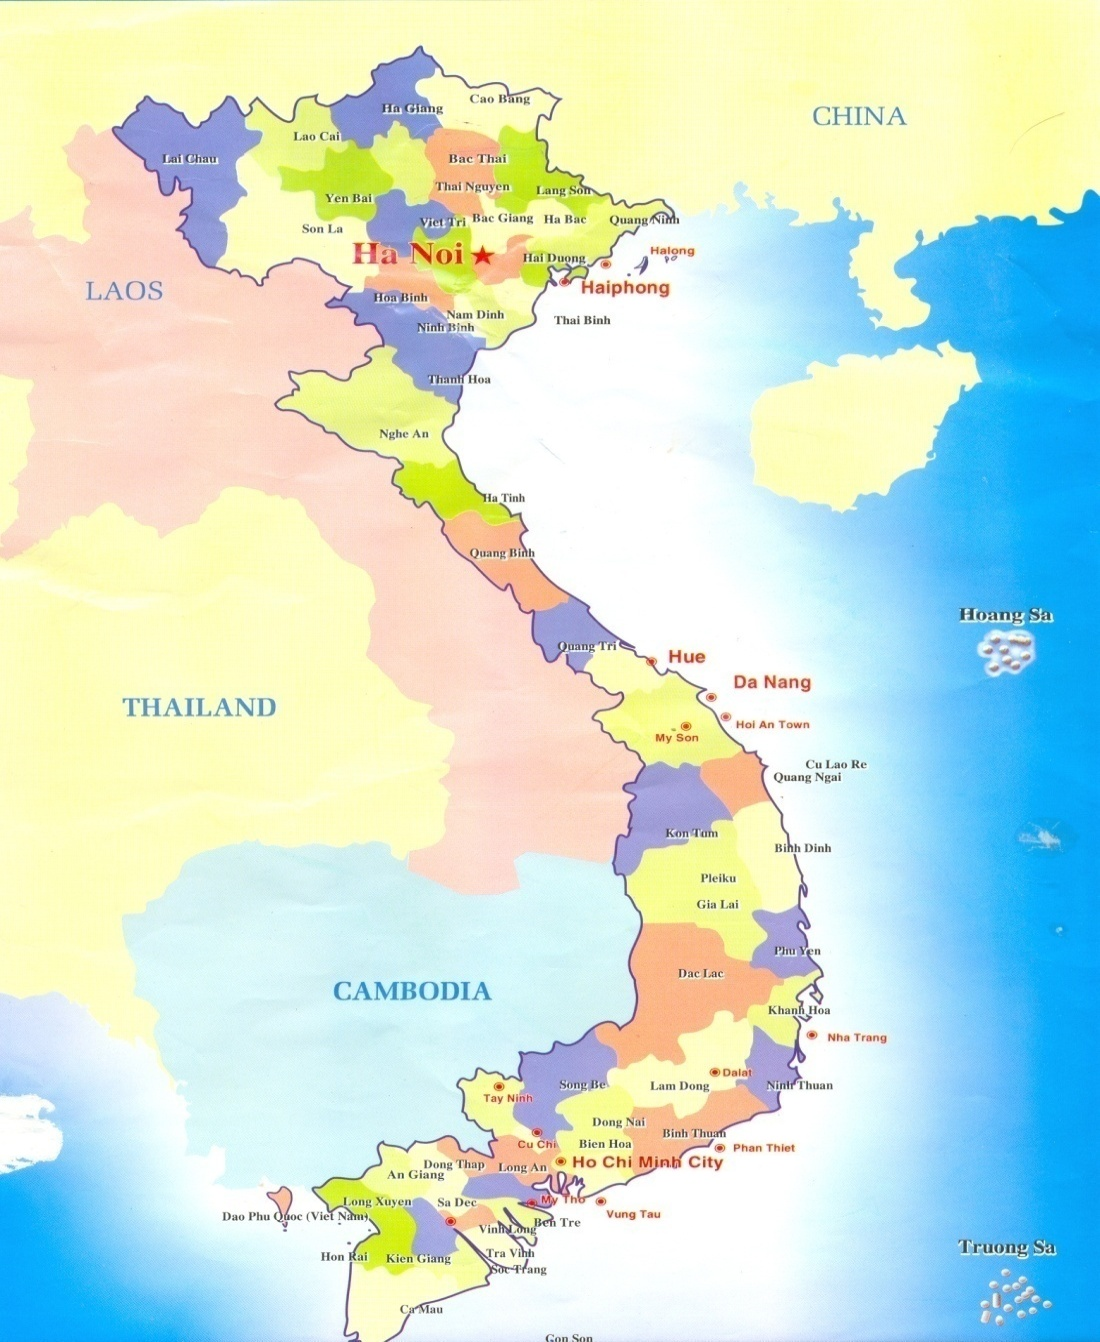 Cao Bang
Ha Giang
CHINA
Lao Cai
Lai Chau
Bac Thai
Thai Nguyen
Lang Son
Yen Bai
Viet Tri
Bac Giang
Ha Bac
Quang Ninh
Son La
Ha Noi
Hai Duong
Halong
LAOS
Haiphong
Hoa Binh
Nam Dinh
Ninh Binh
Thai Binh
Thanh Hoa
Nghe An
Ha Tinh
Quang Binh
Hoang Sa
Quang Tri
Hue
Da Nang
THAILAND
Hoi An Town
My Son
Cu Lao Re
Quang Ngai
Kon Tum
Binh Dinh
Pleiku
Gia Lai
Phu Yen
Dac Lac
CAMBODIA
Khanh Hoa
Nha Trang
Dalat
Song Be
Lam Dong
Ninh Thuan
Tay Ninh
Dong Nai
Binh Thuan
Cu Chi
Bien Hoa
Phan Thiet
Ho Chi Minh City
Dong Thap
Long An
An Giang
Long Xuyen
Sa Dec
My Tho
Vung Tau
Dao Phu Quoc (Viet Nam)
Ben Tre
Vinh Long
Hon Rai
Kien Giang
Tra Vinh
Soc Trang
Truong Sa
Ca Mau
Gon Son